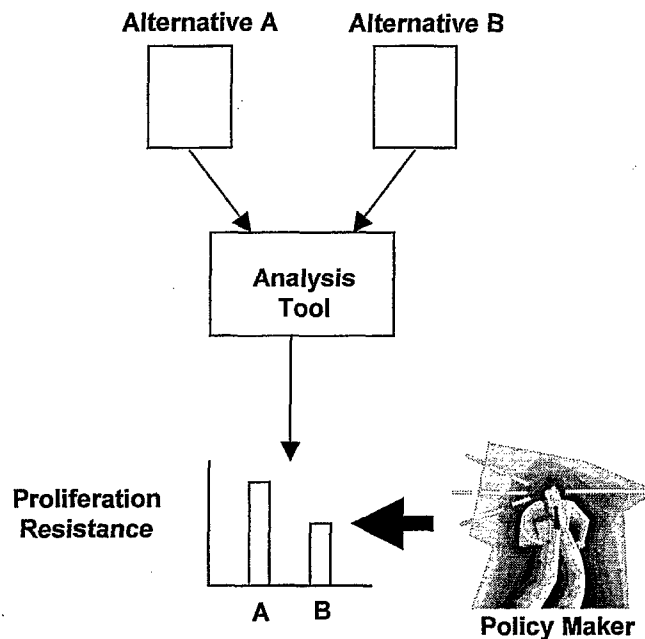 Alternative A
Alternative B
Analysis
Tool
Proliferation
Resistance
A
B
Policy Maker